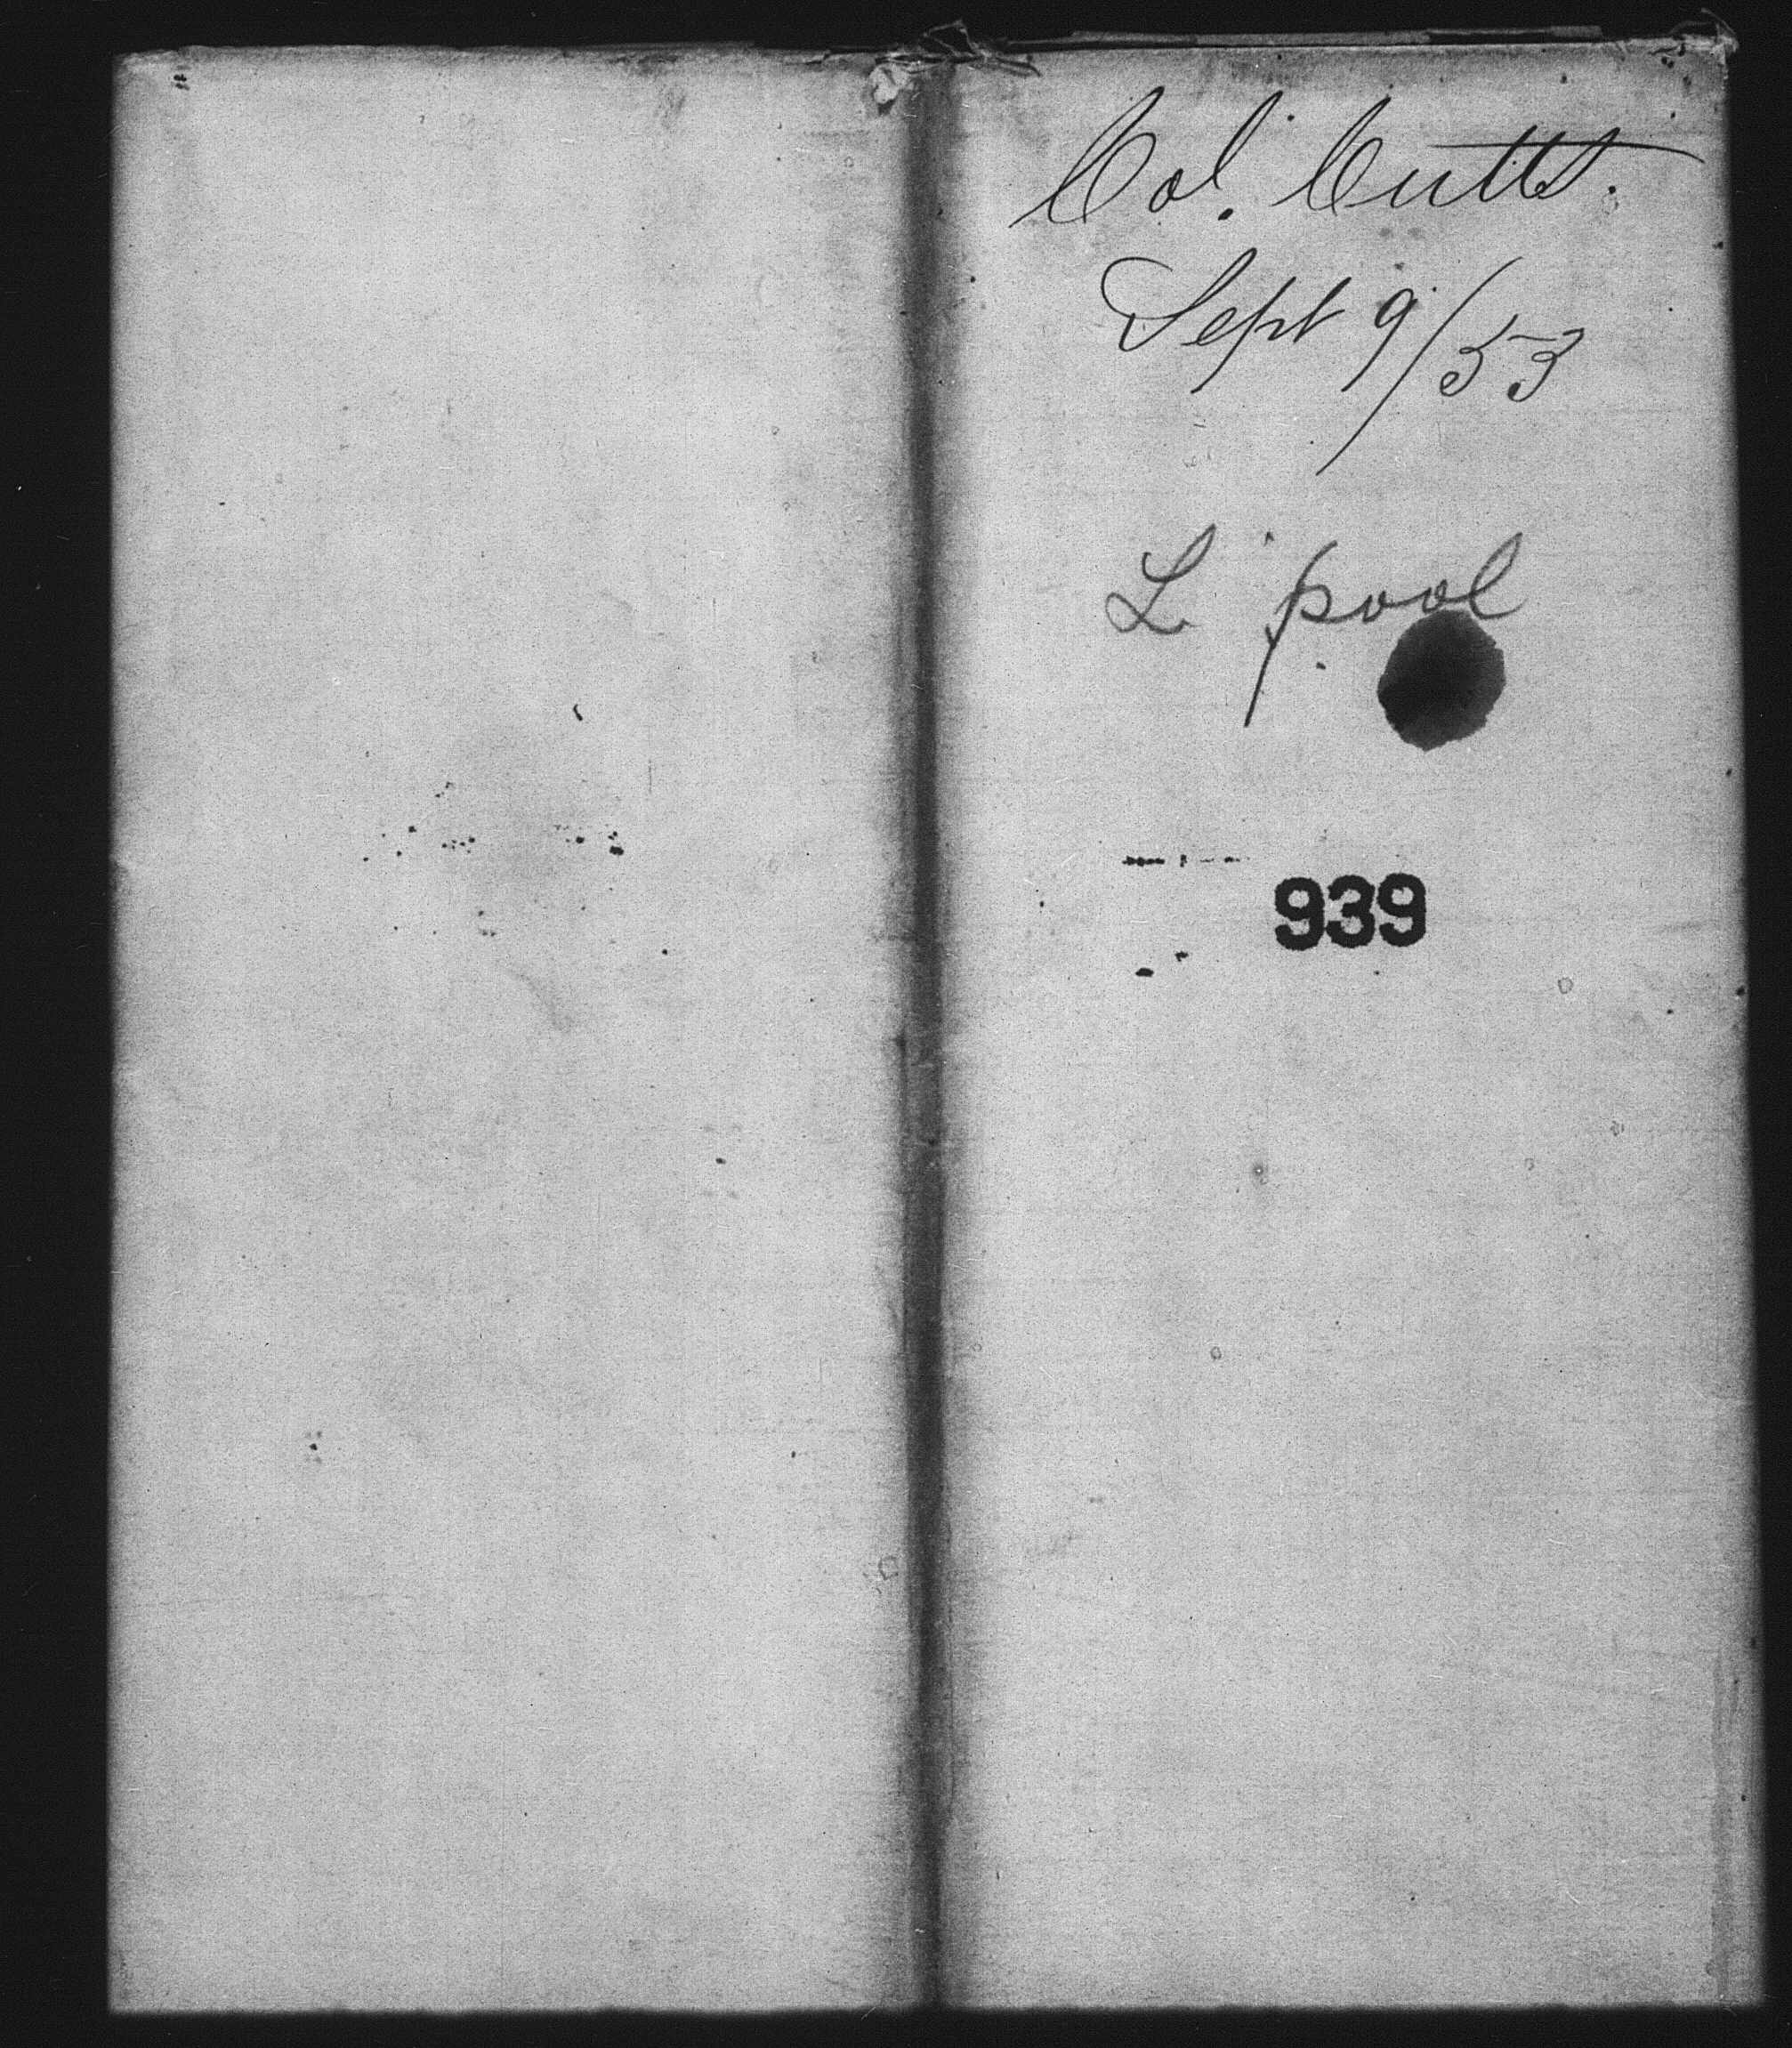 Col. Cutts.
Sept 9/53
L'pool
939